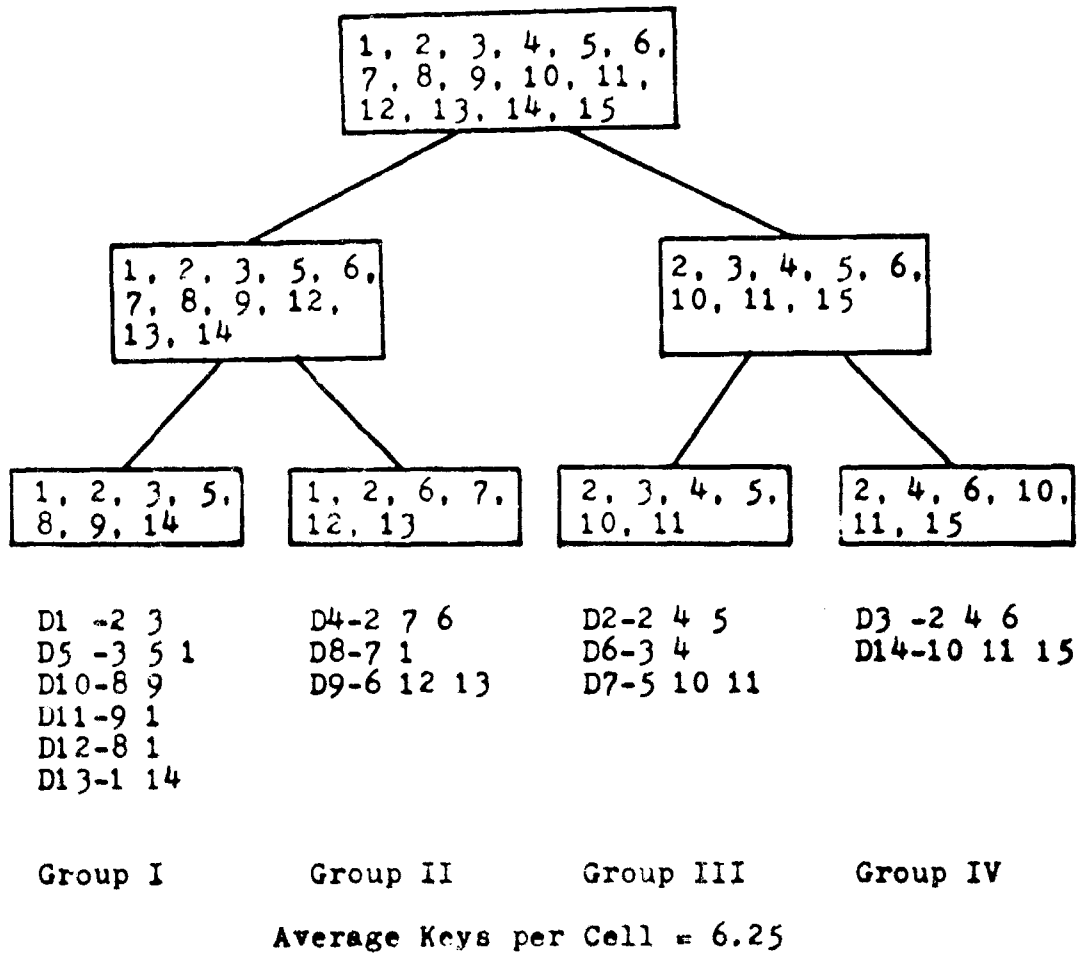 1, 2, 3, 4, 5, 6,
7, 8, 9, 10, 11,
12, 13, 14, 15
1, 2, 3, 5, 6,
7, 8, 9, 12,
13, 14
2, 3, 4, 5, 6,
10, 11, 15
1, 2, 3, 5,
8, 9, 14
1, 2, 6, 7,
12, 13
2, 3, 4, 5,
10, 11
2, 4, 6, 10,
11, 15
D1 -2 3
D5 -3 5 1
D10-8 9
D11-9 1
D12-8 1
D13-1 14
D4-2 7 6
D8-7 1
D9-6 12 13
D2-2 4 5
D6-3 4
D7-5 10 11
D3 -2 4 6
D14-10 11 15
Group I
Group II
Group III
Group IV
Average Keys per Cell = 6.25